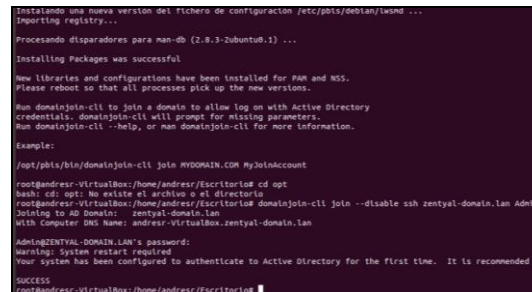 Instalando una nueva versión del fichero de configuración /etc/pbis/debian/lwsmd ...
Importing registry...
Procesando disparadores para man-db (2.8.3-2ubuntu0.1) ...
Installing Packages was successful
New libraries and configurations have been installed for PAM and NSS.
Please reboot so that all processes pick up the new versions.
Run domainjoin-cli to join a domain to allow log on with Active Directory
credentials. domainjoin-cli will prompt for missing parameters.
Run domainjoin-cli --help, or man domainjoin-cli for more information.
Example:
/opt/pbis/bin/domainjoin-cli join MYDOMAIN.COM MyJoinAccount
root@andresr-VirtualBox:/home/andresr/Escritorio# cd opt
bash: cd: opt: No existe el archivo o el directorio
root@andresr-VirtualBox:/home/andresr/Escritorio# domainjoin-cli join --disable ssh zentyal-domain.lan Admi
Joining to AD Domain: zentyal-domain.lan
With Computer DNS Name: andresr-VirtualBox.zentyal-domain.lan
Admin@ZENTYAL-DOMAIN.LAN's password:
Warning: System restart required
Your system has been configured to authenticate to Active Directory for the first time. It is recommended
SUCCESS
root@andresr-VirtualBox:/home/andresr/Escritorio#